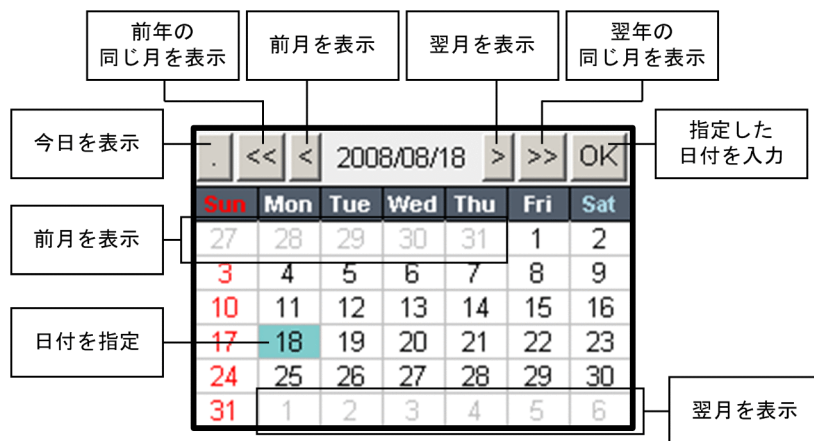 前年の
同じ月を表示
前月を表示
翌月を表示
翌年の
同じ月を表示
今日を表示
指定した
日付を入力
. << < 2008/08/18 > >> OK
Sun Mon Tue Wed Thu Fri Sat
前月を表示
27 28 29 30 31 1 2
3 4 5 6 7 8 9
10 11 12 13 14 15 16
日付を指定
17 18 19 20 21 22 23
24 25 26 27 28 29 30
31 1 2 3 4 5 6
翌月を表示